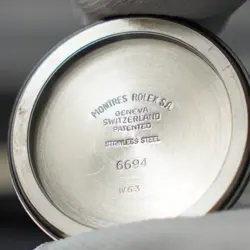 MONTRES ROLEX S.A.
GENEVA
SWITZERLAND
PATENTED
STAINLESS STEEL
6694
W63